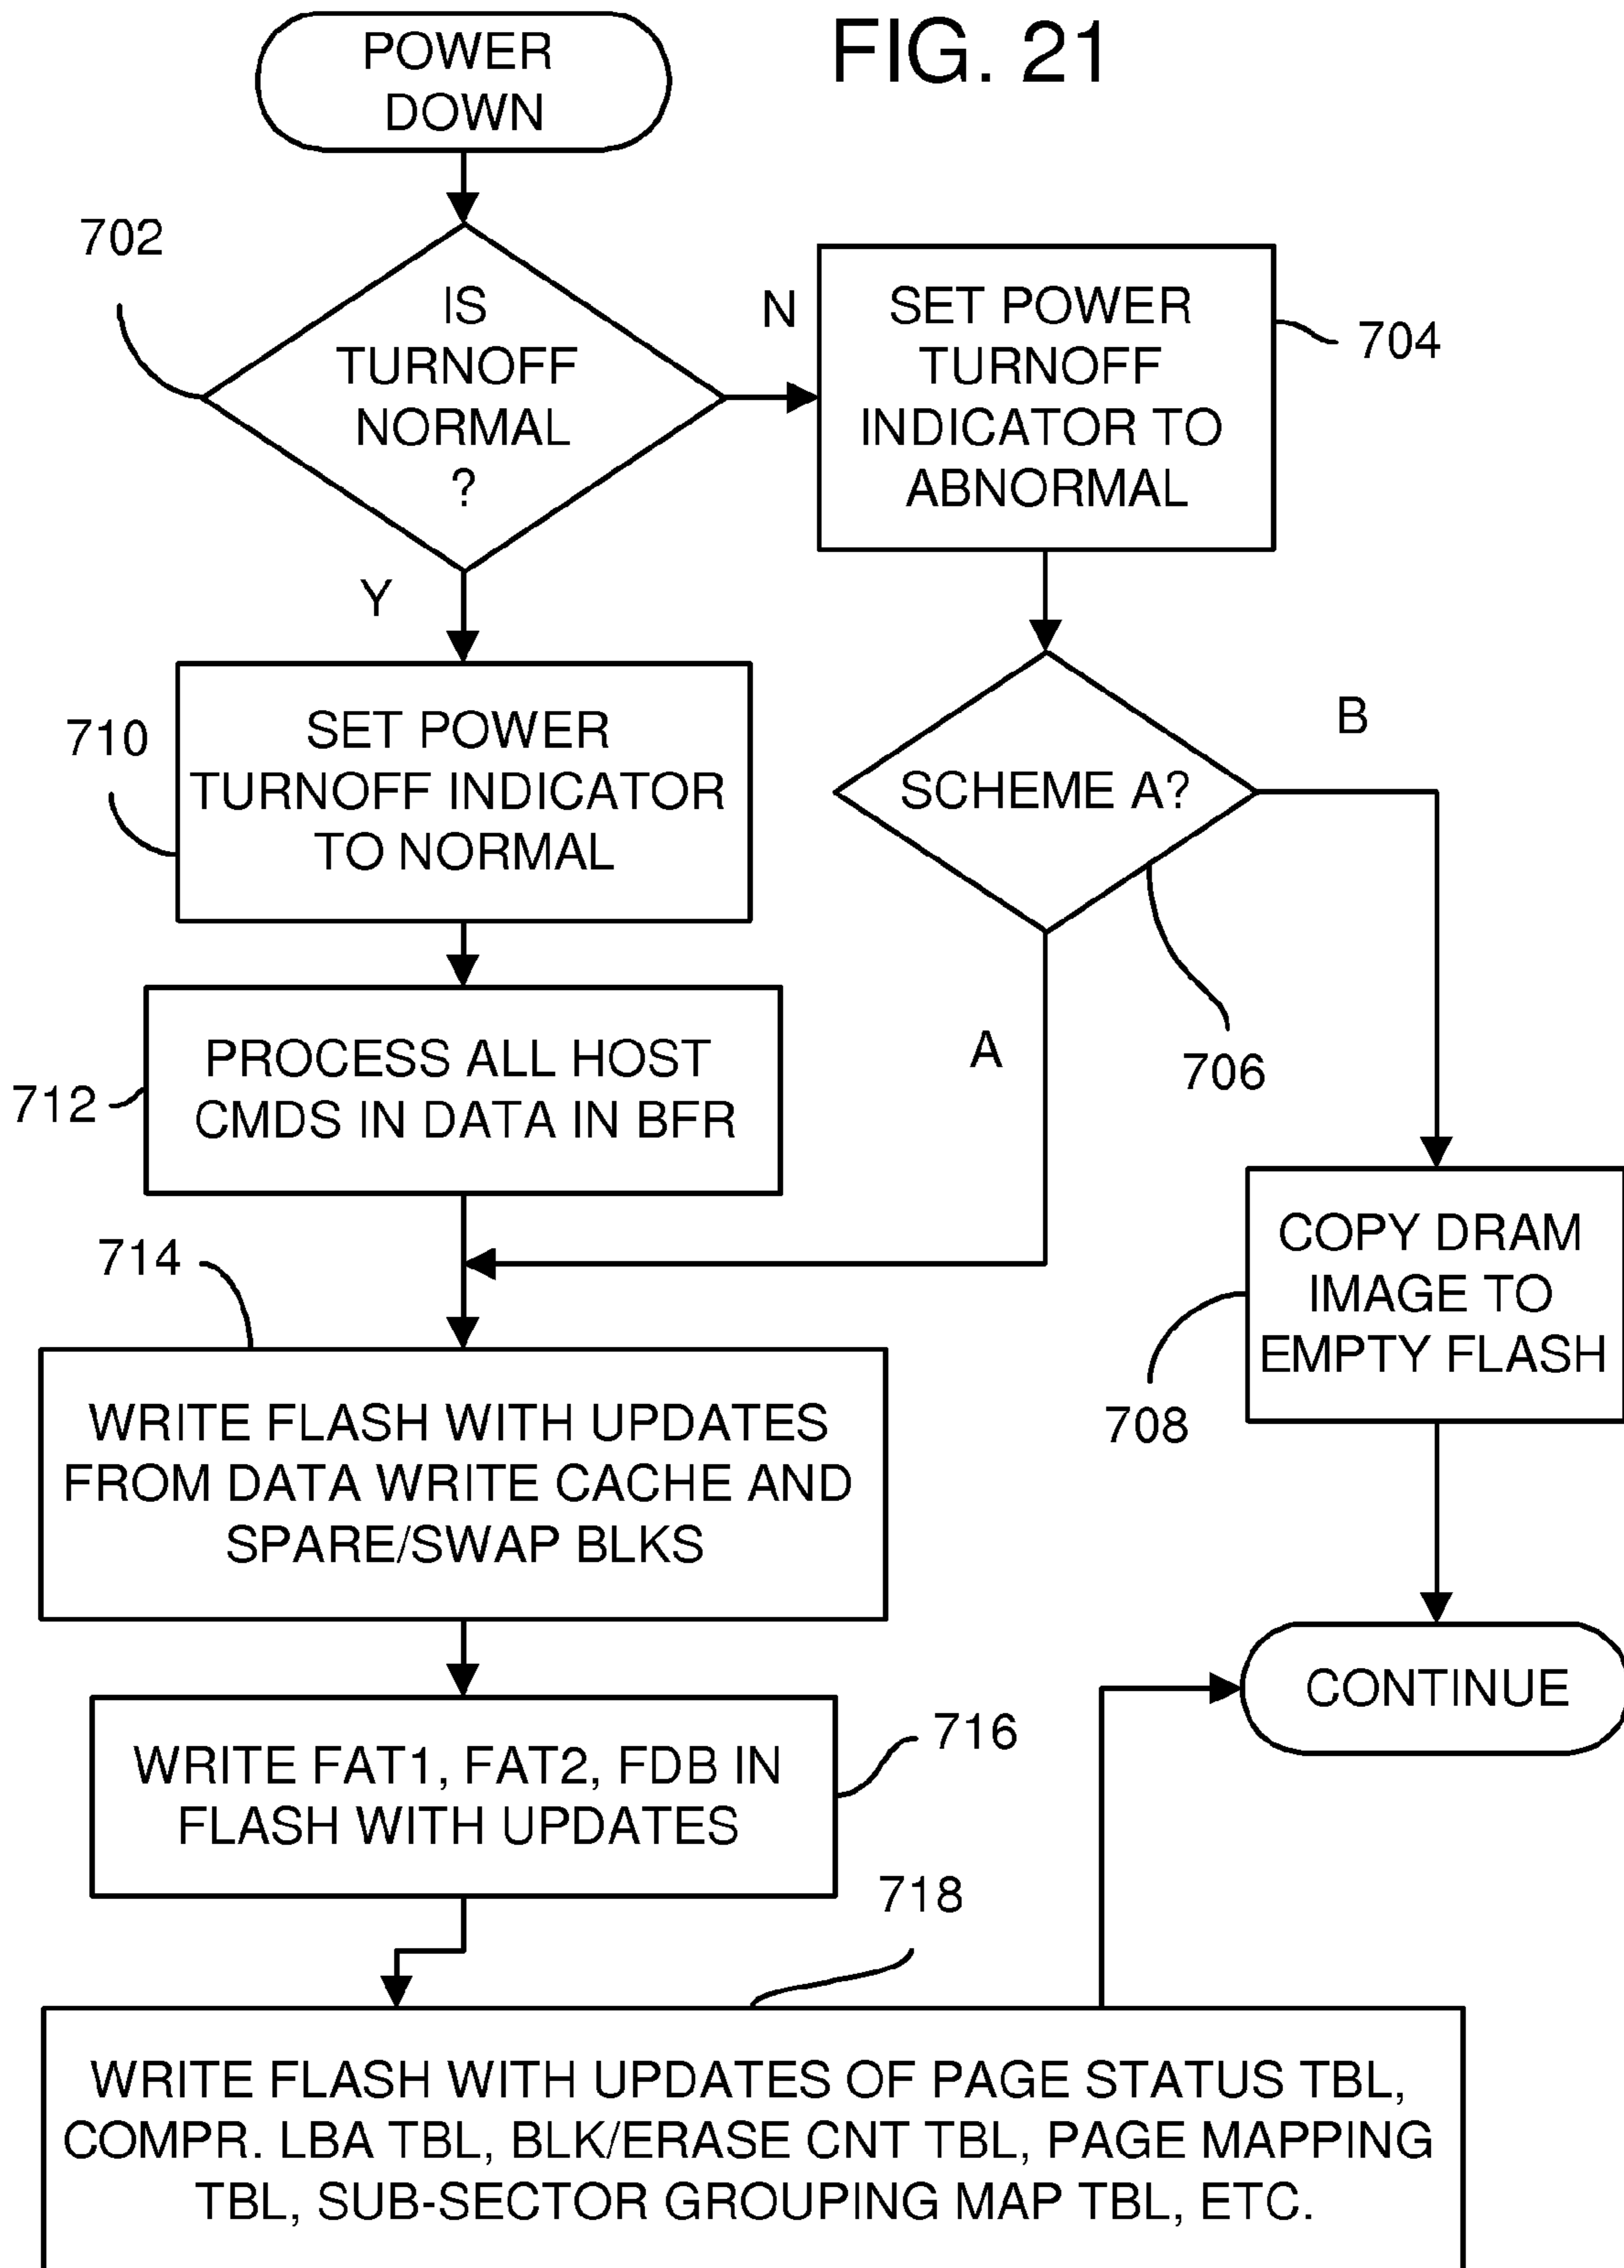 FIG. 21
POWER
DOWN
702
IS
TURNOFF
NORMAL
?
N
Y
SET POWER
TURNOFF
INDICATOR TO
ABNORMAL
704
710
SET POWER
TURNOFF INDICATOR
TO NORMAL
SCHEME A?
B
A
706
712
PROCESS ALL HOST
CMDS IN DATA IN BFR
COPY DRAM
IMAGE TO
EMPTY FLASH
708
714
WRITE FLASH WITH UPDATES
FROM DATA WRITE CACHE AND
SPARE/SWAP BLKS
CONTINUE
WRITE FAT1, FAT2, FDB IN
FLASH WITH UPDATES
716
718
WRITE FLASH WITH UPDATES OF PAGE STATUS TBL,
COMPR. LBA TBL, BLK/ERASE CNT TBL, PAGE MAPPING
TBL, SUB-SECTOR GROUPING MAP TBL, ETC.